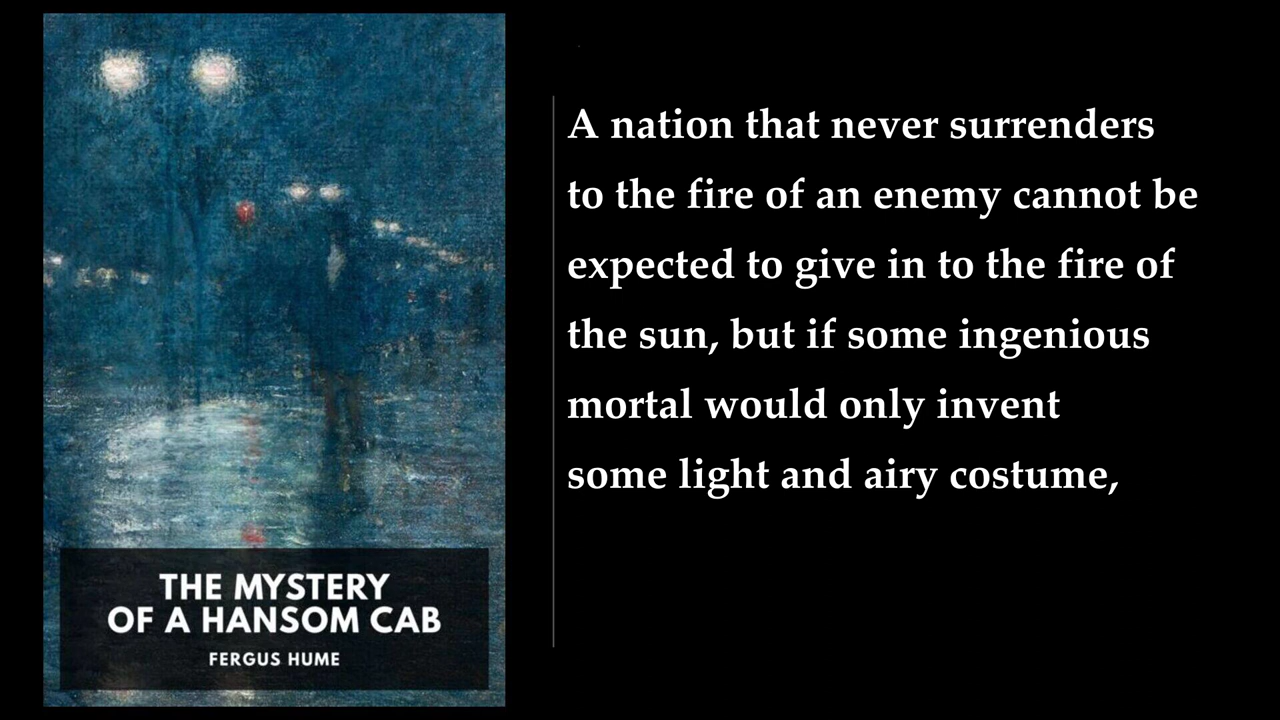 THE MYSTERY
OF A HANSOM CAB
FERGUS HUME
A nation that never surrenders
to the fire of an enemy cannot be
expected to give in to the fire of
the sun, but if some ingenious
mortal would only invent
some light and airy costume,